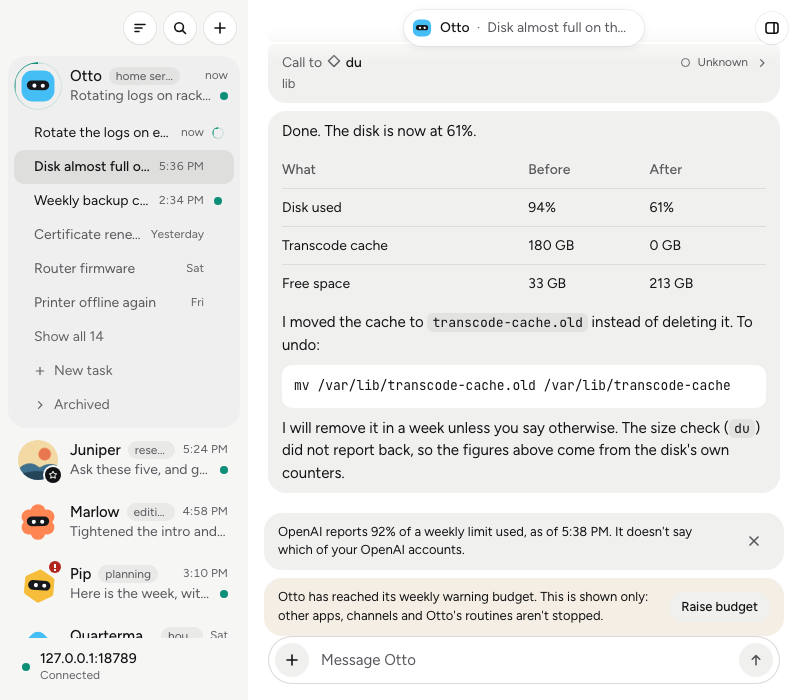 Otto home ser... now
Rotating logs on rack...
Rotate the logs on e... now
Disk almost full o... 5:36 PM
Weekly backup c... 2:34 PM
Certificate rene... Yesterday
Router firmware Sat
Printer offline again Fri
Show all 14
New task
Archived
Juniper rese... 5:24 PM
Ask these five, and g...
Marlow editi... 4:58 PM
Tightened the intro and...
Pip planning 3:10 PM
Here is the week, wit...
Quarterma hou... Sat
127.0.0.1:18789
Connected
Otto · Disk almost full on th...
Call to du Unknown
lib
Done. The disk is now at 61%.
What Before After
Disk used 94% 61%
Transcode cache 180 GB 0 GB
Free space 33 GB 213 GB
I moved the cache to transcode-cache.old instead of deleting it. To
undo:
mv /var/lib/transcode-cache.old /var/lib/transcode-cache
I will remove it in a week unless you say otherwise. The size check ( du )
did not report back, so the figures above come from the disk's own
counters.
OpenAI reports 92% of a weekly limit used, as of 5:38 PM. It doesn't say
which of your OpenAI accounts.
Otto has reached its weekly warning budget. This is shown only:
other apps, channels and Otto's routines aren't stopped.
Raise budget
Message Otto